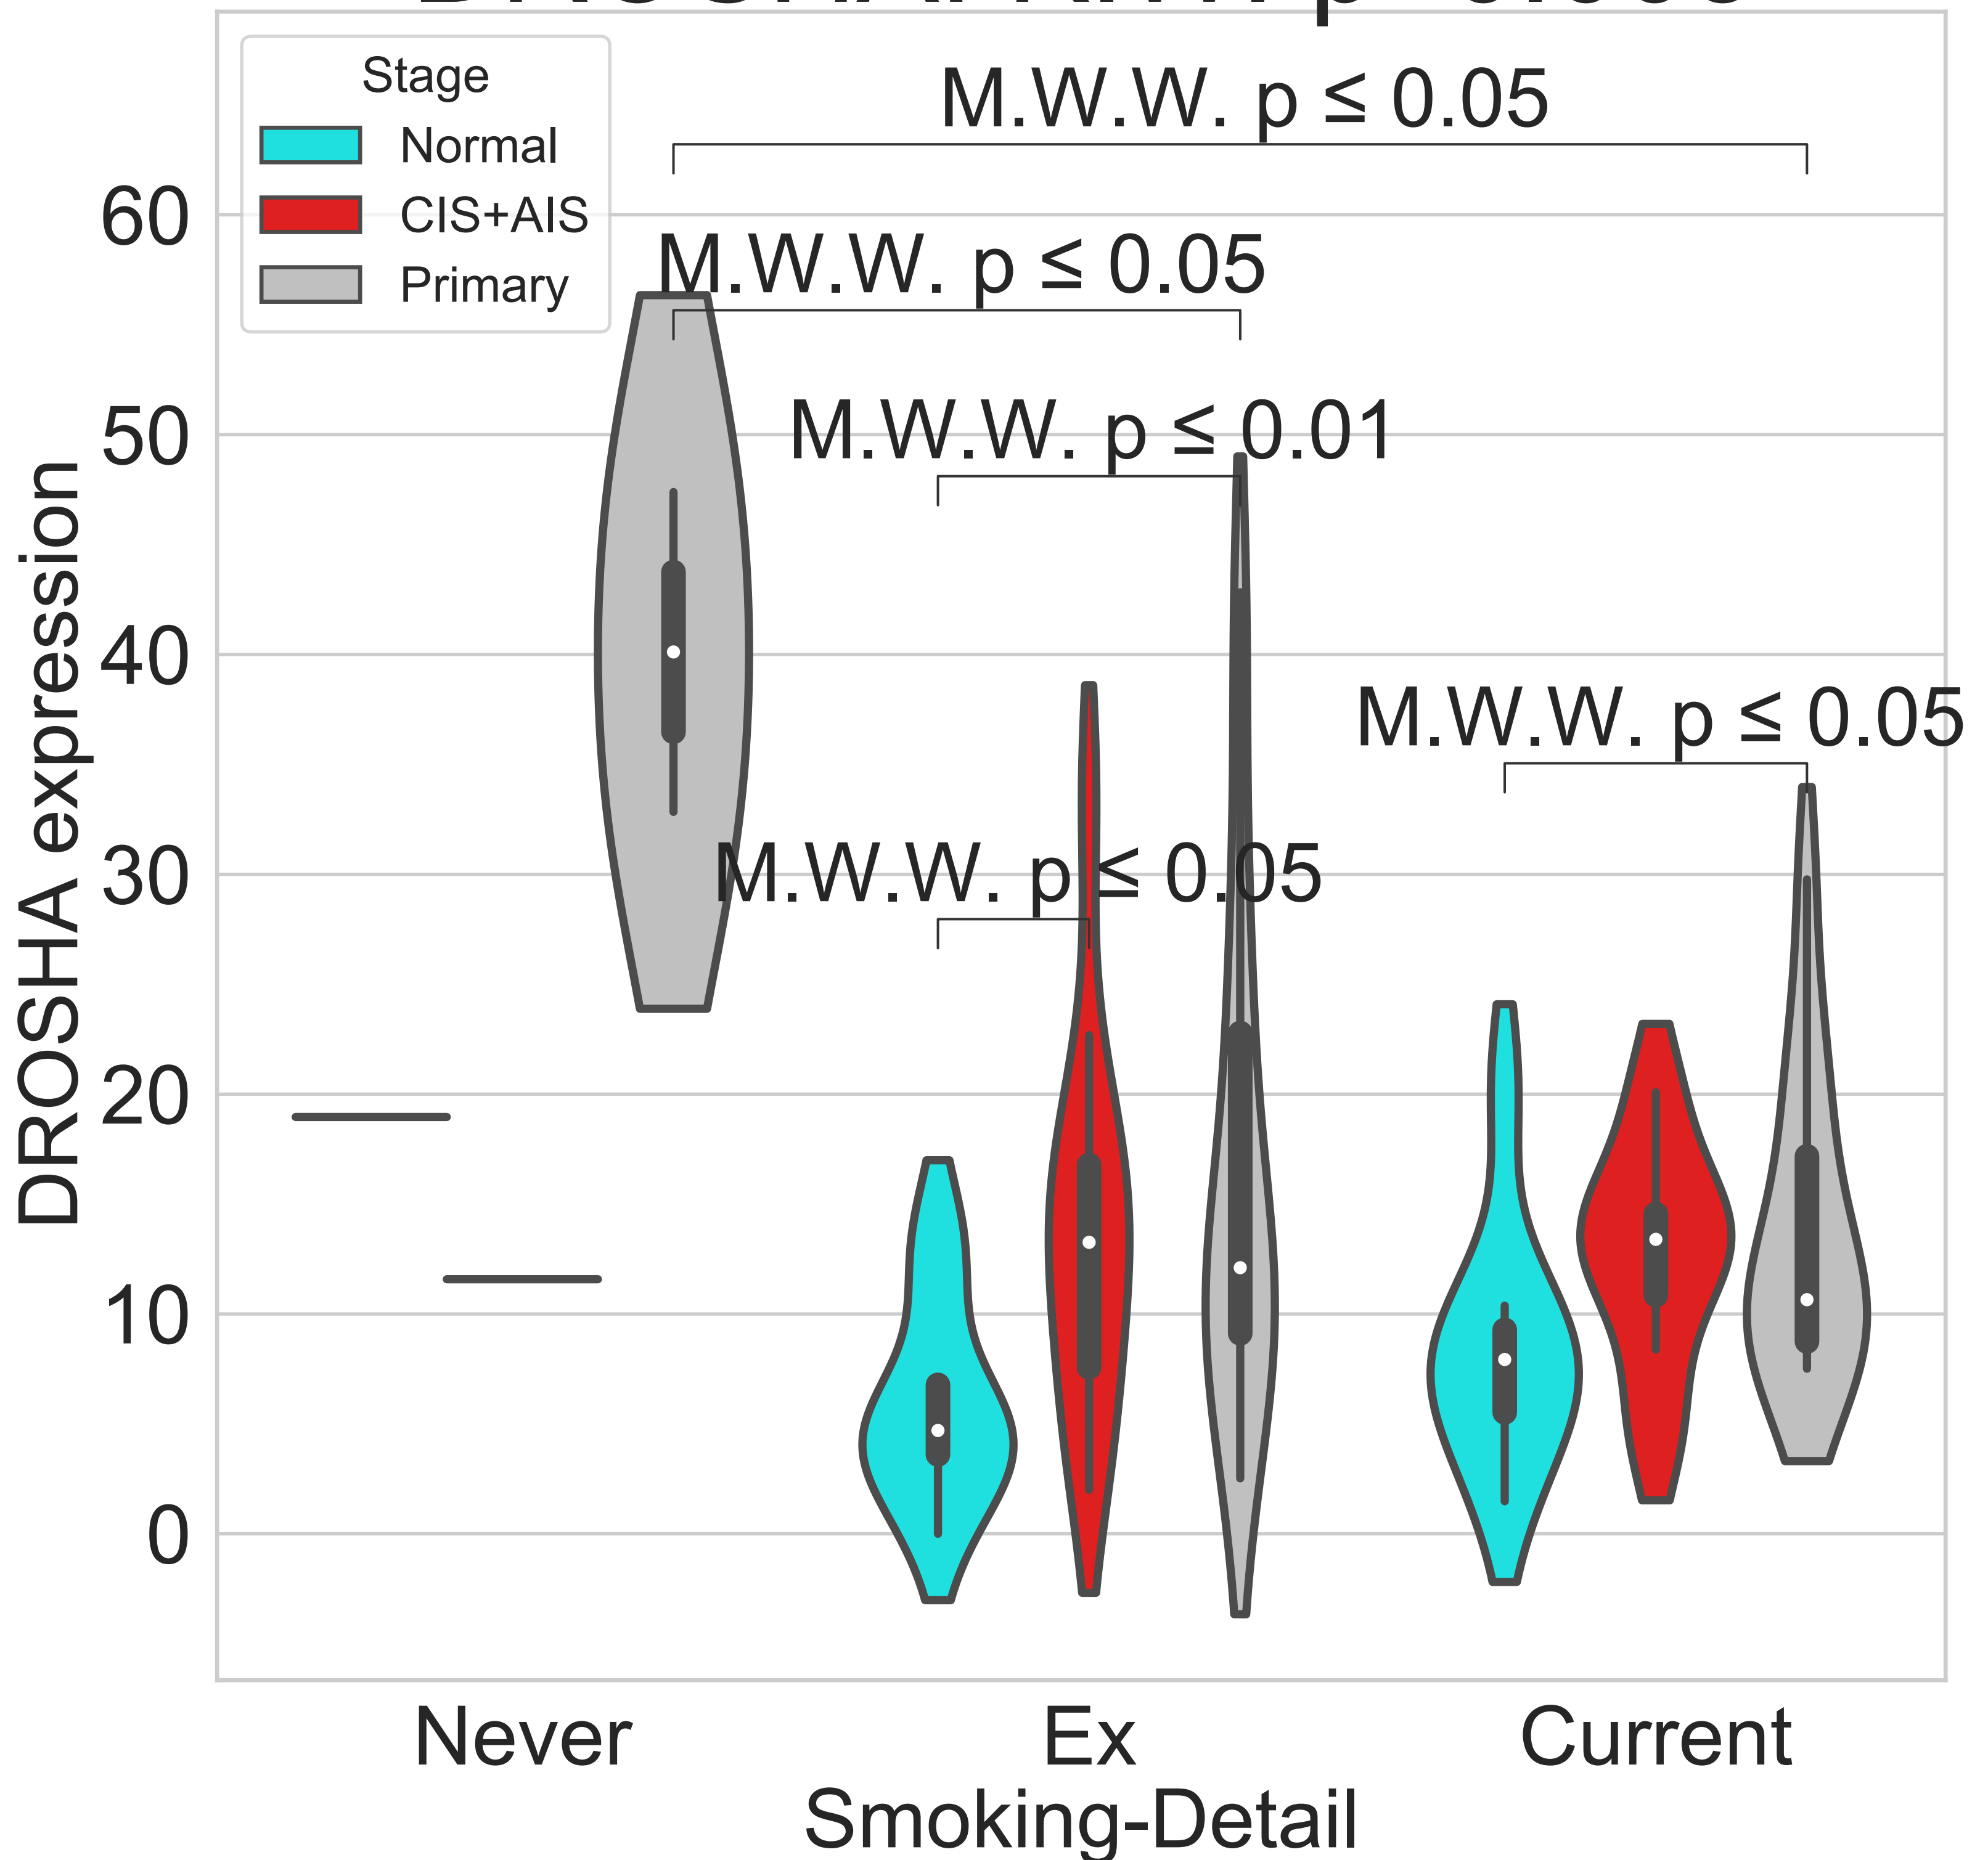 Stage
Normal
CIS+AIS
Primary
M.W.W. p ≤ 0.05
M.W.W. p ≤ 0.05
M.W.W. p ≤ 0.01
M.W.W. p ≤ 0.05
M.W.W. p ≤ 0.05
DROSHA expression
60
50
40
30
20
10
0
Never
Ex
Current
Smoking-Detail